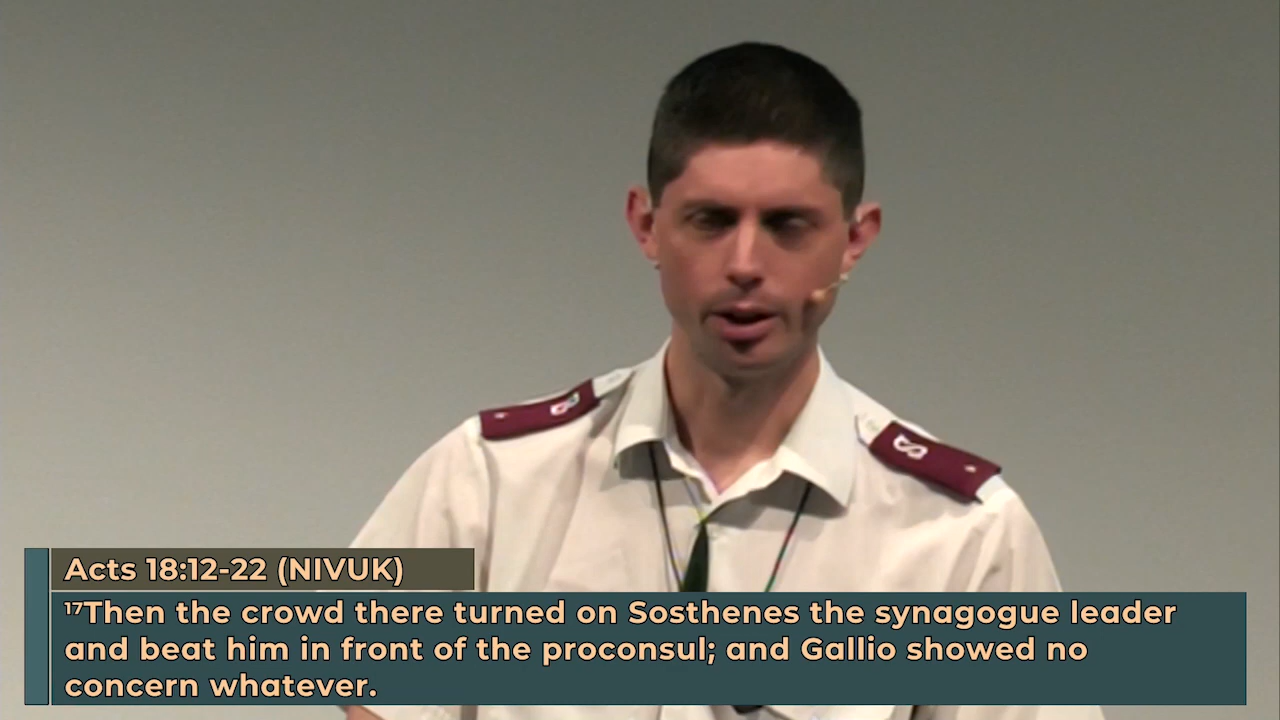 Acts 18:12-22 (NIVUK)
¹⁷Then the crowd there turned on Sosthenes the synagogue leader
and beat him in front of the proconsul; and Gallio showed no
concern whatever.
S
S